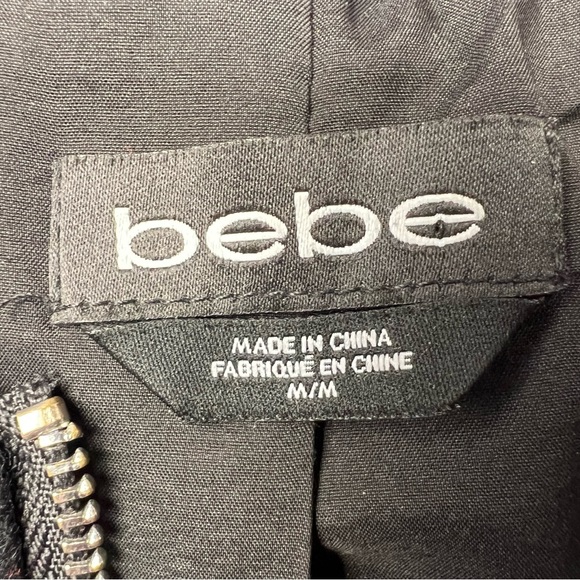 bebe
MADE IN CHINA
FABRIQUÉ EN CHINE
M/M